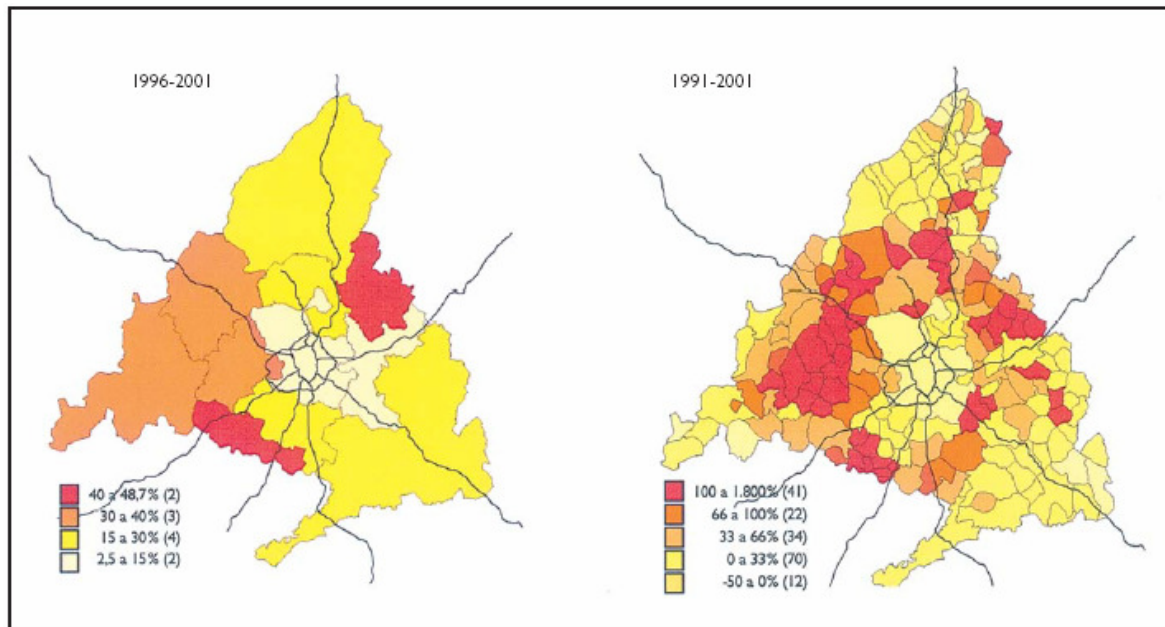 1996-2001
40 a 48,7% (2)
30 a 40% (3)
15 a 30% (4)
2,5 a 15% (2)
1991-2001
100 a 1.800% (41)
66 a 100% (22)
33 a 66% (34)
0 a 33% (70)
-50 a 0% (12)